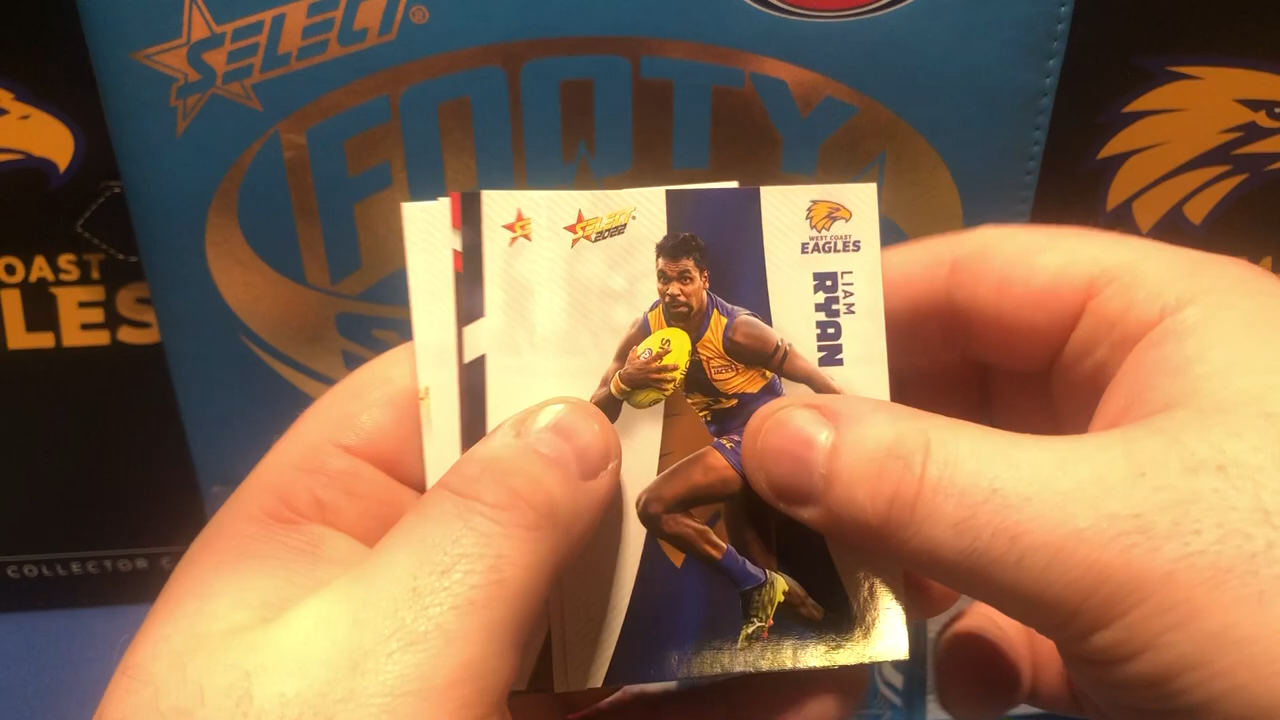 SELECT®
FOOTY
OAST
LES
SELECT
2022
WEST COAST
EAGLES
LIAM
RYAN
COLLECTOR C